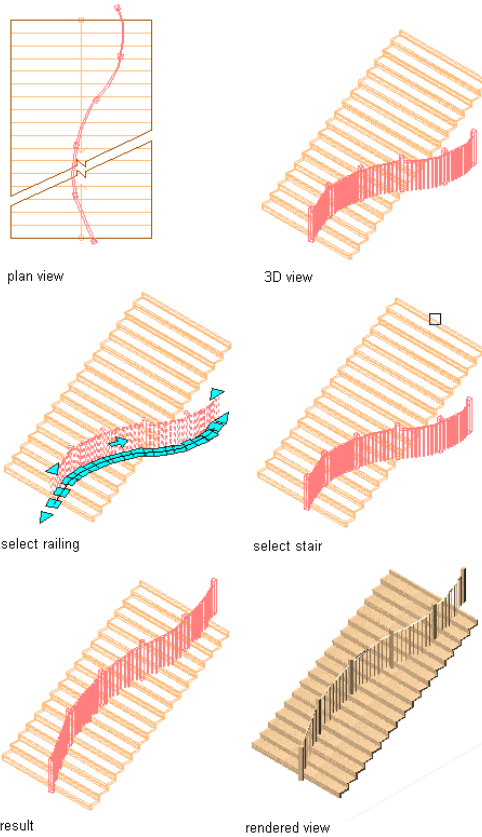 plan view
3D view
select railing
select stair
result
rendered view